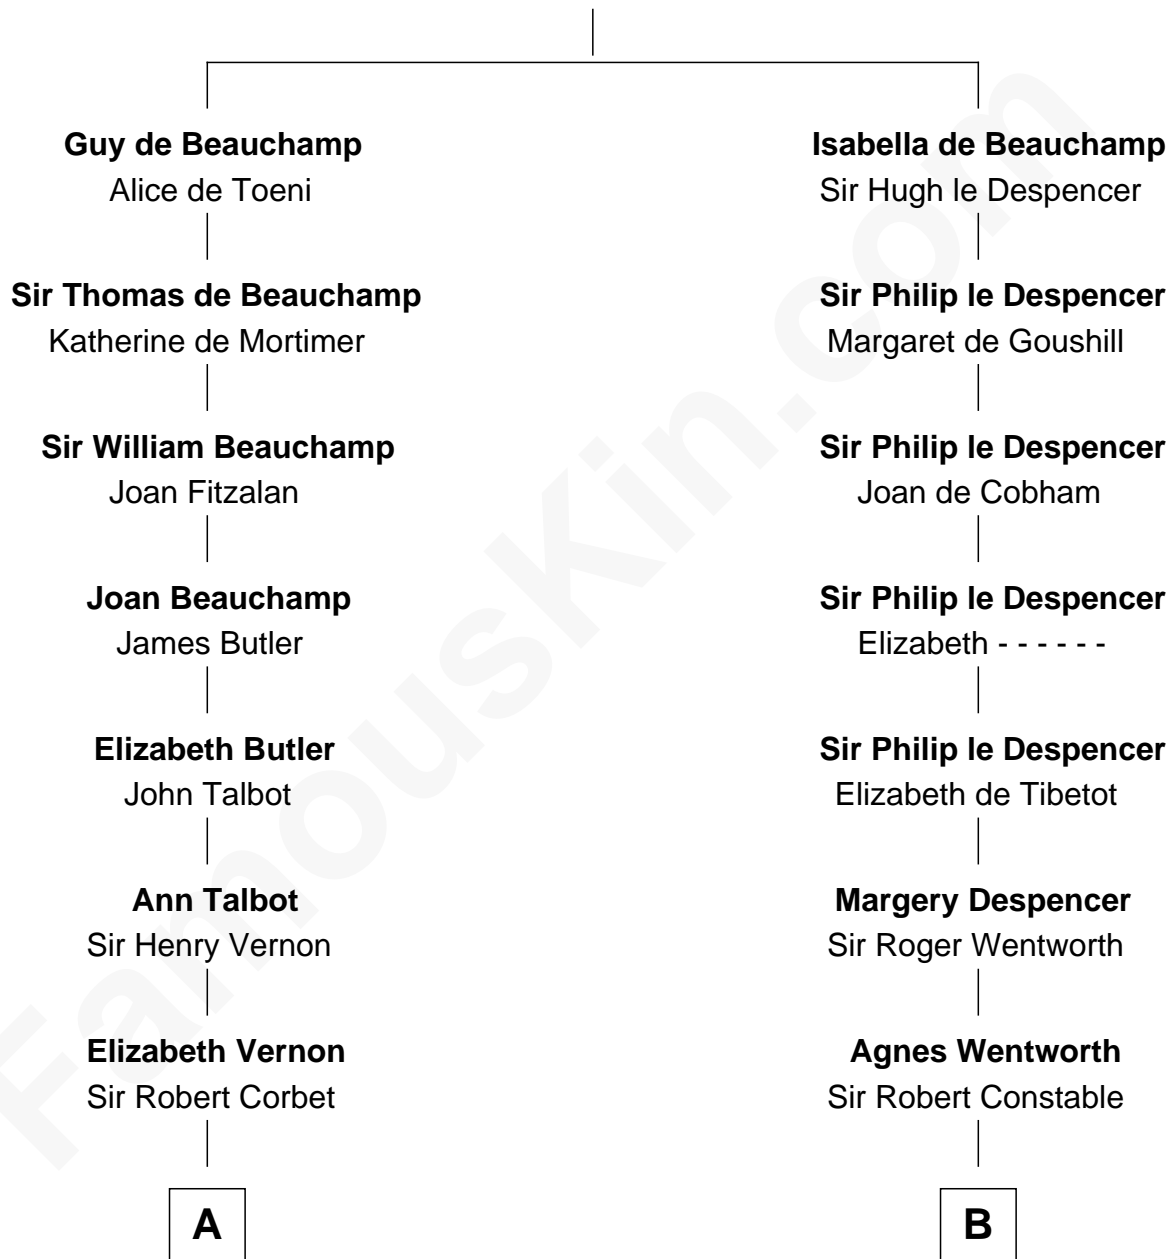 Guy de Beauchamp
Alice de Toeni
Sir Thomas de Beauchamp
Katherine de Mortimer
Sir William Beauchamp
Joan Fitzalan
Joan Beauchamp
James Butler
Elizabeth Butler
John Talbot
Ann Talbot
Sir Henry Vernon
Elizabeth Vernon
Sir Robert Corbet
A
Isabella de Beauchamp
Sir Hugh le Despencer
Sir Philip le Despencer
Margaret de Goushill
Sir Philip le Despencer
Joan de Cobham
Sir Philip le Despencer
Elizabeth - - - - - -
Sir Philip le Despencer
Elizabeth de Tibetot
Margery Despencer
Sir Roger Wentworth
Agnes Wentworth
Sir Robert Constable
B
FamousKin.com